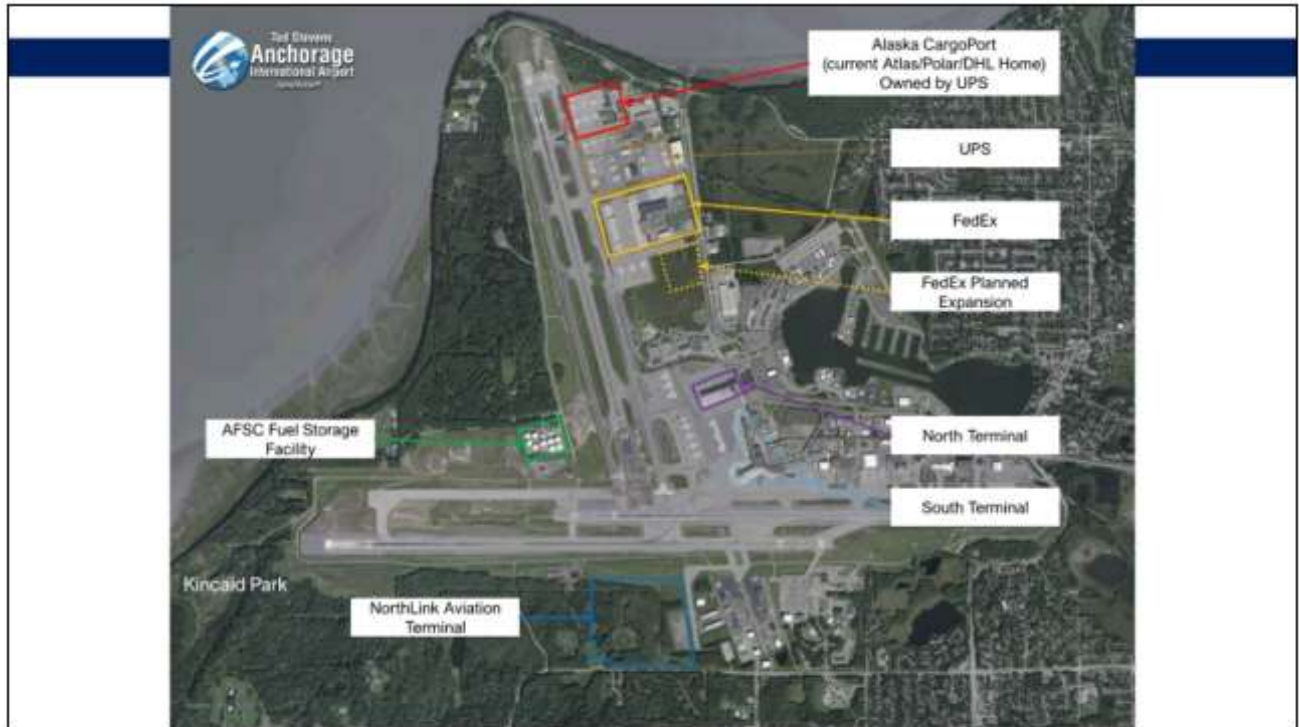 Ted Stevens
Anchorage
International Airport
Alaska CargoPort
(current Atlas/Polar/DHL Home)
Owned by UPS
UPS
FedEx
FedEx Planned
Expansion
AFSC Fuel Storage
Facility
North Terminal
South Terminal
Kincaid Park
NorthLink Aviation
Terminal